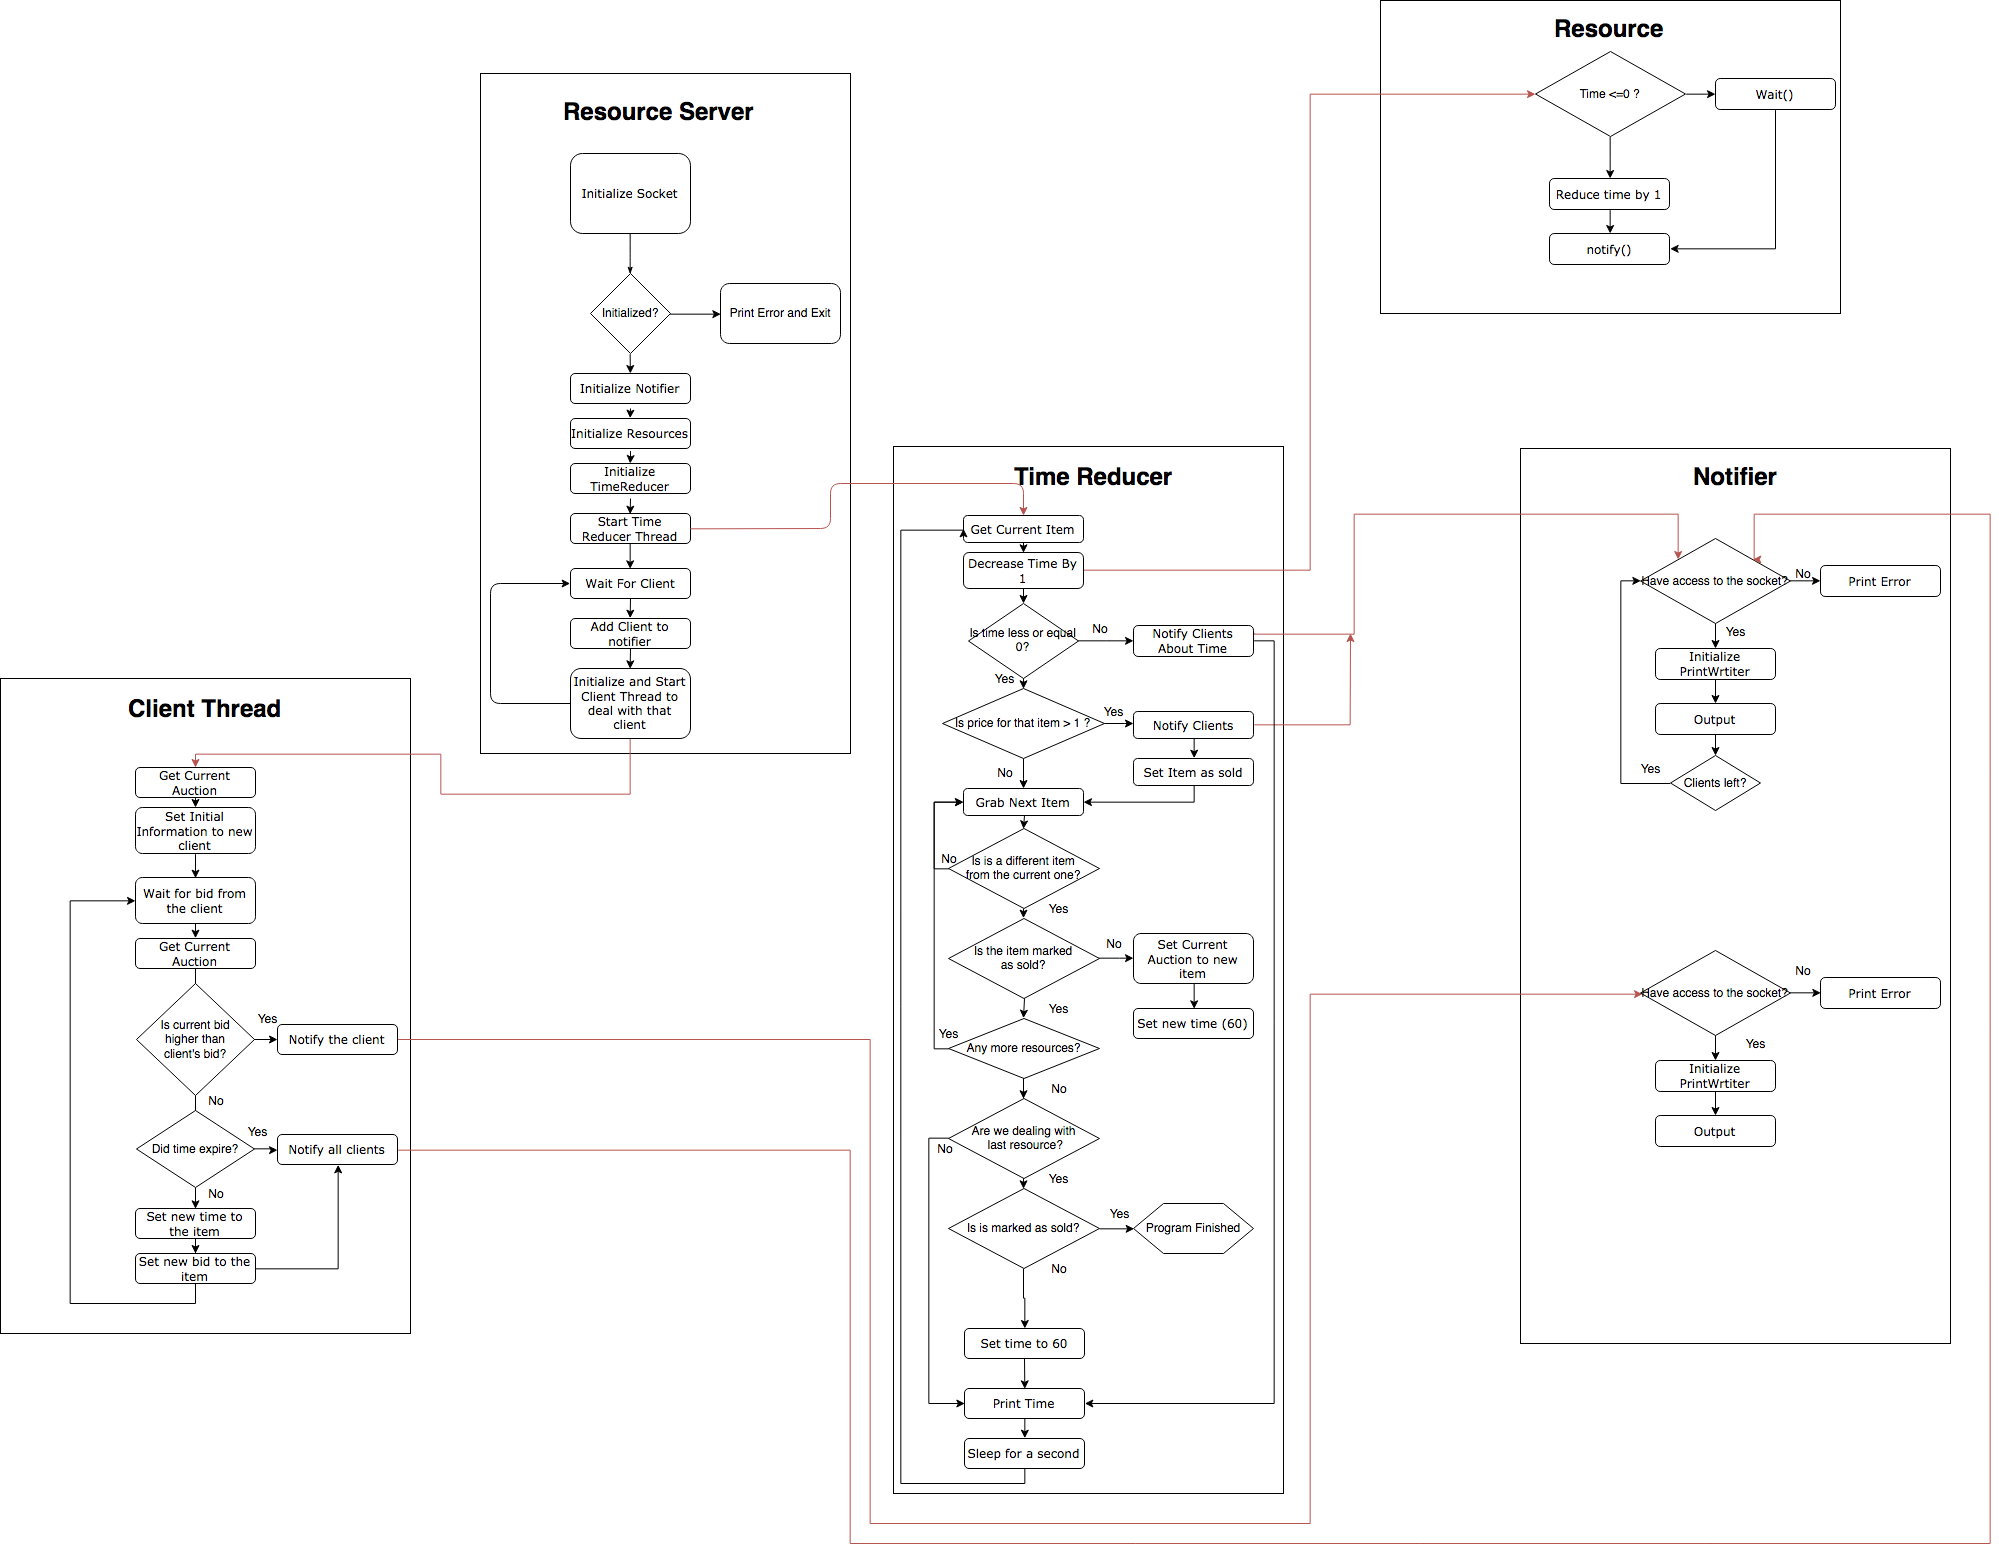 Resource
Time <=0 ?
Wait()
Reduce time by 1
notify()
Resource Server
Initialize Socket
Initialized?
Print Error and Exit
Initialize Notifier
Initialize Resources
Initialize
TimeReducer
Start Time
Reducer Thread
Wait For Client
Add Client to
notifier
Initialize and Start
Client Thread to
deal with that
client
Client Thread
Get Current
Auction
Set Initial
Information to new
client
Wait for bid from
the client
Get Current
Auction
Is current bid
higher than
client's bid?
Yes
Notify the client
No
Did time expire?
Yes
Notify all clients
No
Set new time to
the item
Set new bid to the
item
Time Reducer
Get Current Item
Decrease Time By
1
Is time less or equal
0?
No
Notify Clients
About Time
Yes
Is price for that item > 1 ?
Yes
Notify Clients
Set Item as sold
No
Grab Next Item
Is is a different item
from the current one?
No
Yes
Is the item marked
as sold?
No
Set Current
Auction to new
item
Set new time (60)
Yes
Any more resources?
Yes
No
Are we dealing with
last resource?
No
Yes
Is is marked as sold?
Yes
Program Finished
No
Set time to 60
Print Time
Sleep for a second
Notifier
Have access to the socket?
No
Print Error
Yes
Initialize
PrintWrtiter
Output
Clients left?
Yes
Have access to the socket?
No
Print Error
Yes
Initialize
PrintWrtiter
Output